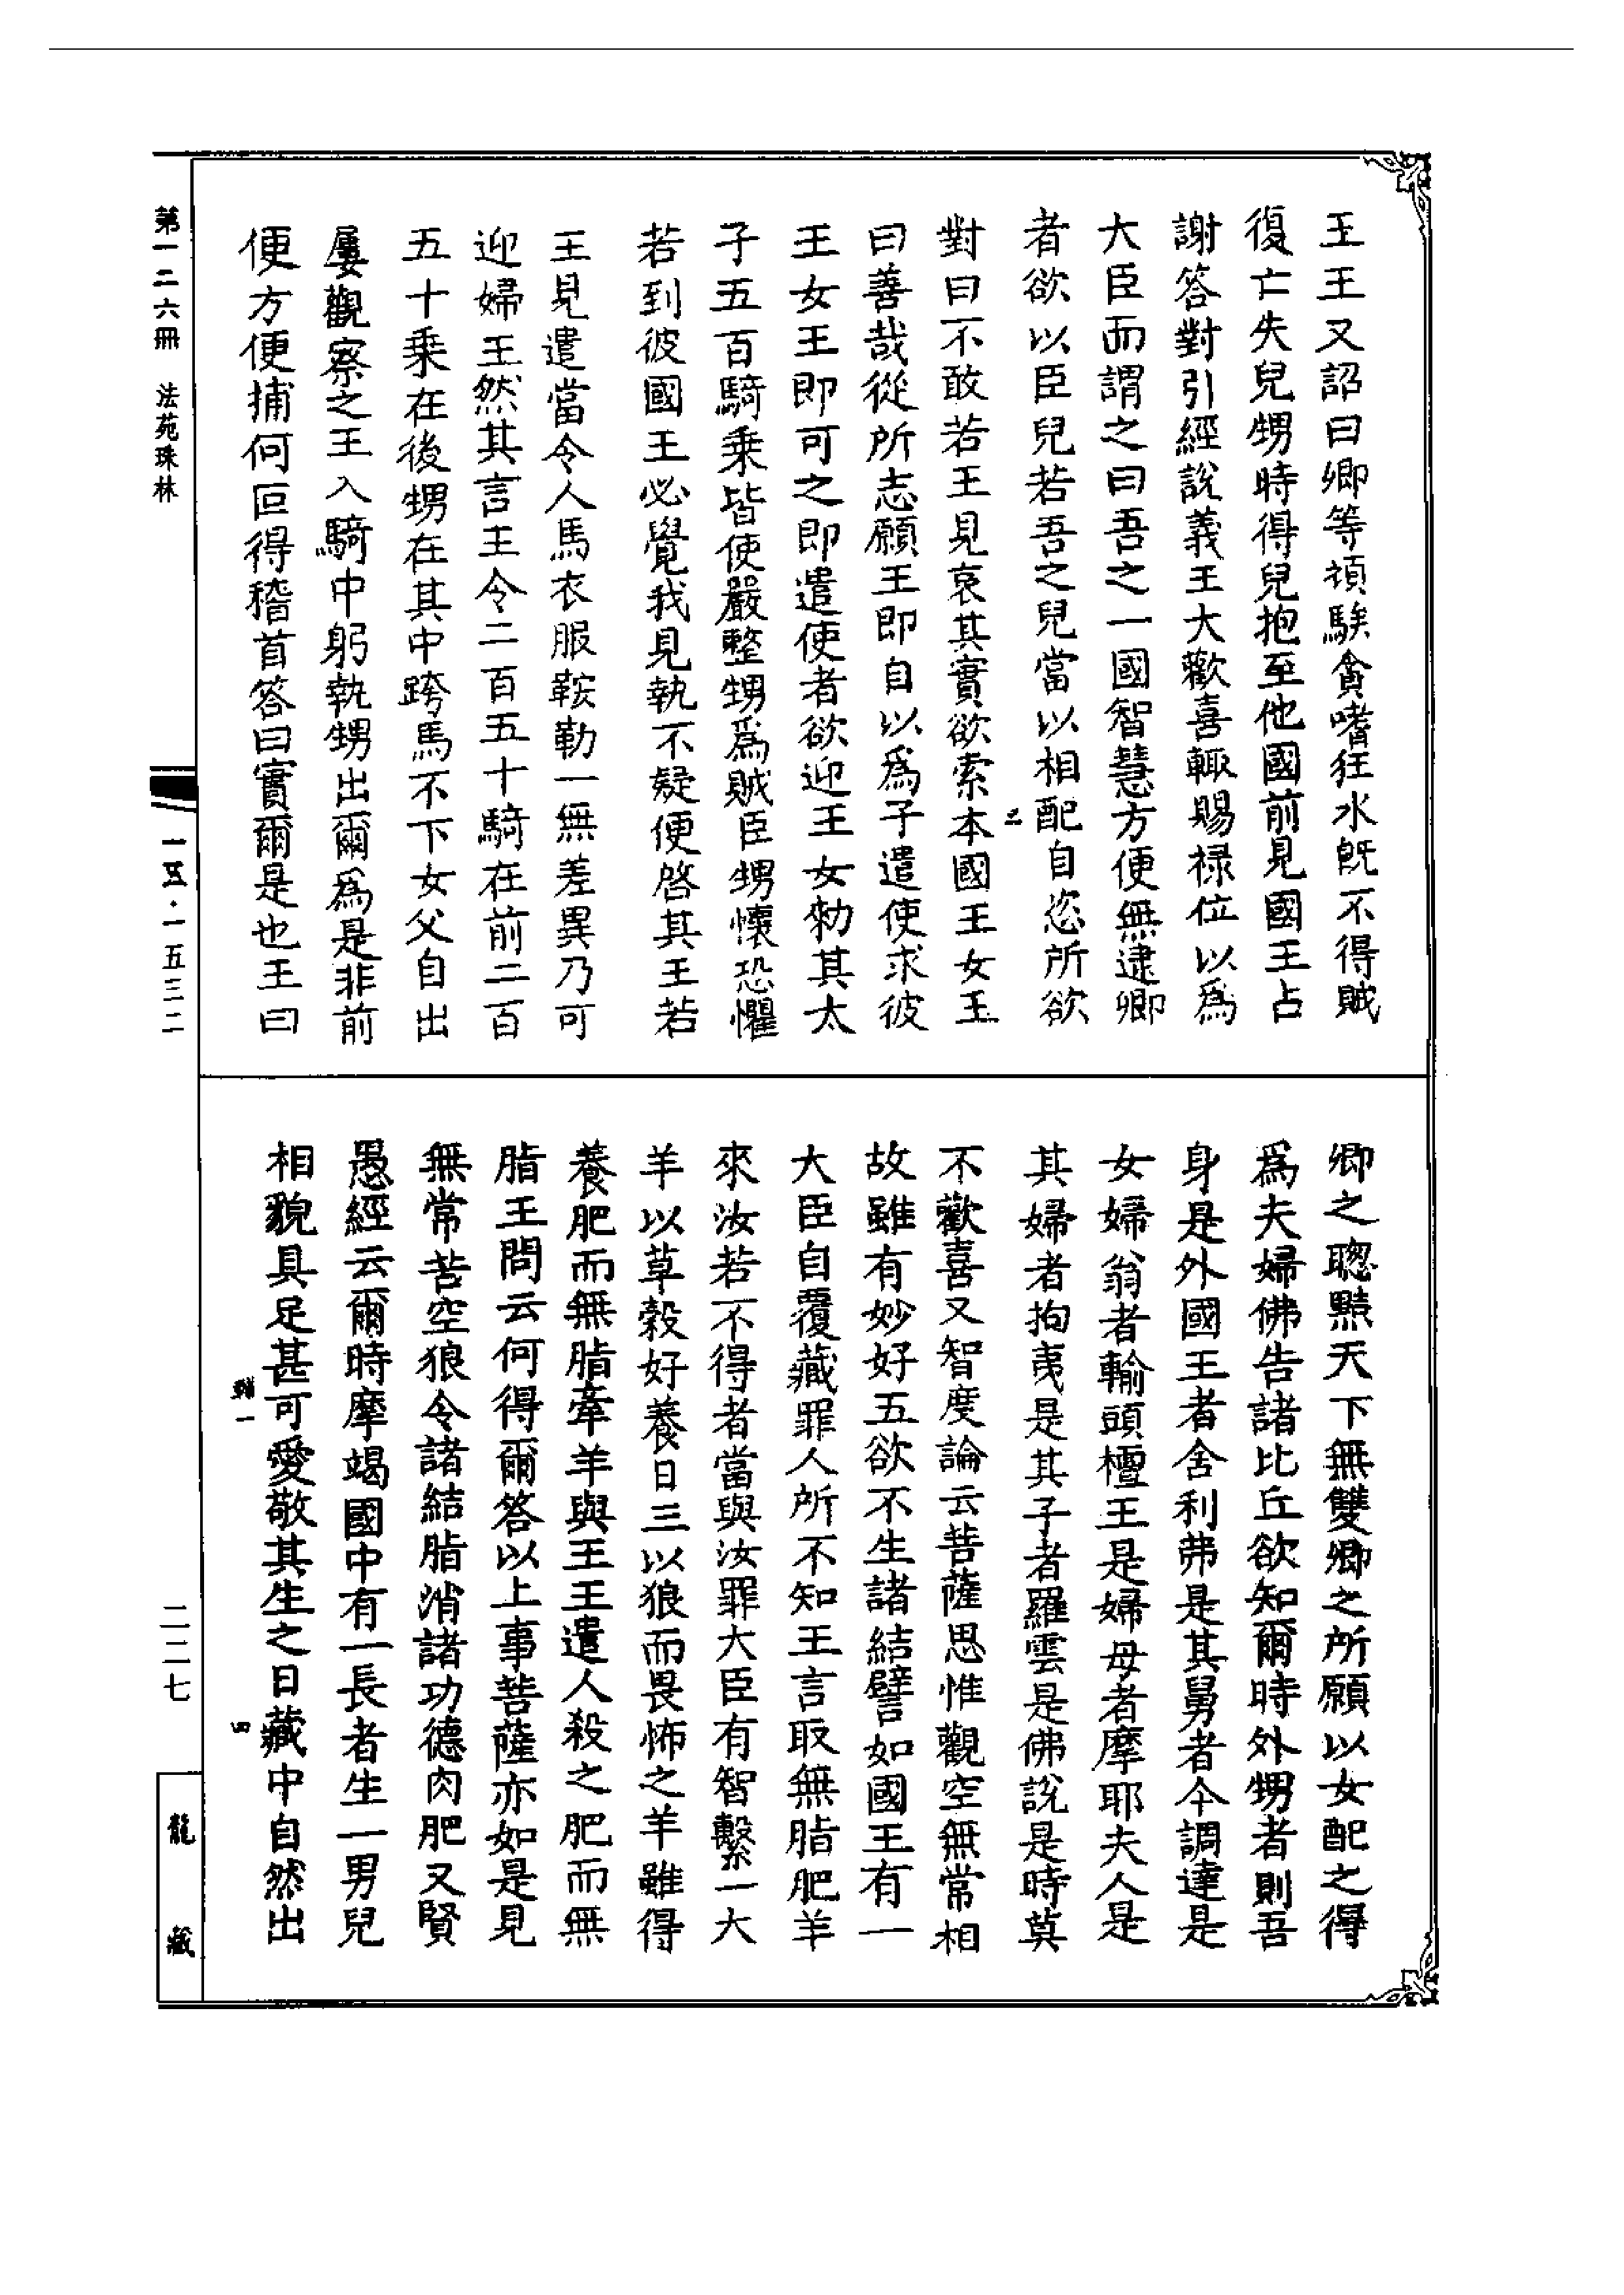 王王又詔曰卿等頑騃貪嗜狂水旣不得賊
復亡失兒甥時得兒抱至他國前見國王占
謝答對引經說義王大歡喜輙賜祿位以爲
大臣而謂之曰吾之一國智慧方便無逮卿
者欲以臣兒若吾之兒當以相配自恣所欲
對曰不敢若王見哀其實欲索本國王女王
曰善哉從所志願王即自以爲子遣使求彼
王女王即可之即遣使者欲迎王女勑其太
子五百騎乘皆使嚴整甥爲賊臣甥懷恐懼
若到彼國王必覺我見執不疑便啓其王若
王見遣當令人馬衣服鞍勒一無差異乃可
迎婦王然其言王令二百五十騎在前二百
五十乘在後甥在其中跨馬不下女父自出
屢觀察之王入騎中躬執甥出爾爲是非前
便方便捕何叵得稽首答曰實爾是也王曰
卿之聰黠天下無雙卿之所願以女配之得
爲夫婦佛告諸比丘欲知爾時外甥者則吾
身是外國王者舍利弗是其舅者今調達是
女婦翁者輸頭檀王是婦母者摩耶夫人是
其婦者拘夷是其子者羅雲是佛說是時莫
不歡喜又智度論云菩薩思惟觀空無常相
故雖有妙好五欲不生諸結譬如國王有一
大臣自覆藏罪人所不知王言取無脂肥羊
來汝若不得者當與汝罪大臣有智繫一大
羊以草穀好養日三以狼而畏怖之羊雖得
養肥而無脂牽羊與王王遣人殺之肥而無
脂王問云何得爾答以上事菩薩亦如是見
無常苦空狼令諸結脂消諸功德肉肥又賢
愚經云爾時摩竭國中有一長者生一男兒
相貌具足甚可愛敬其生之日藏中自然出
第一二六冊 法苑珠林
一五·一五三二
二二七
龍藏